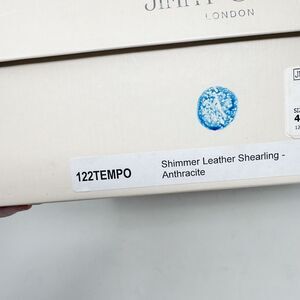 LONDON
122TEMPO
Shimmer Leather Shearling -
Anthracite